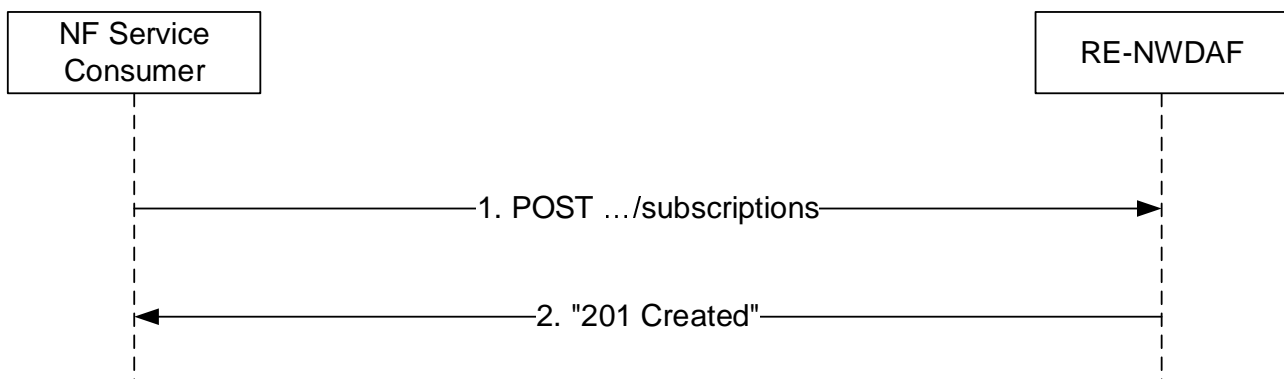 NF Service
Consumer
RE-NWDAF
1. POST …/subscriptions
2. "201 Created"